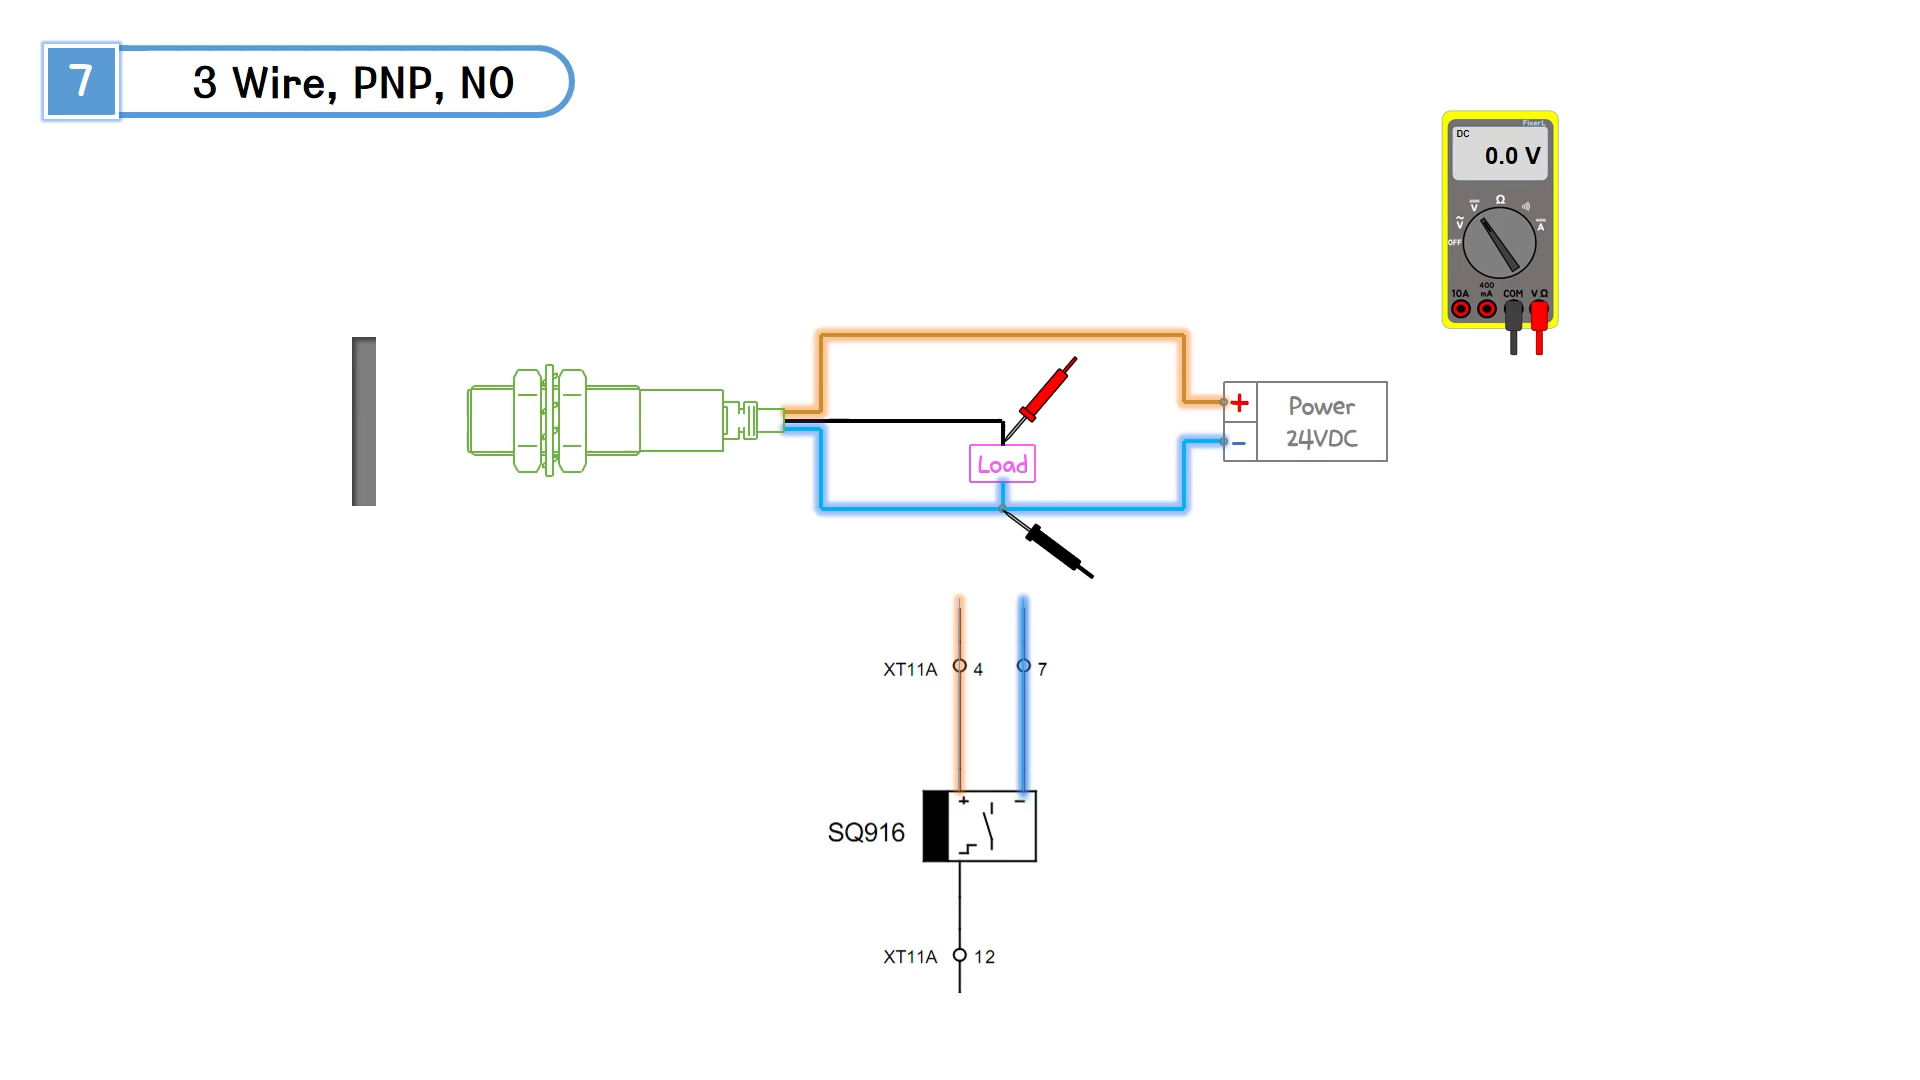 7
3 Wire, PNP, NO
FixerL
DC
0.0 V
Ω
V
V
A
OFF
10A
400
mA
COM
V Ω
+
−
Power
24VDC
Load
XT11A
4
7
+
−
SQ916
XT11A
12